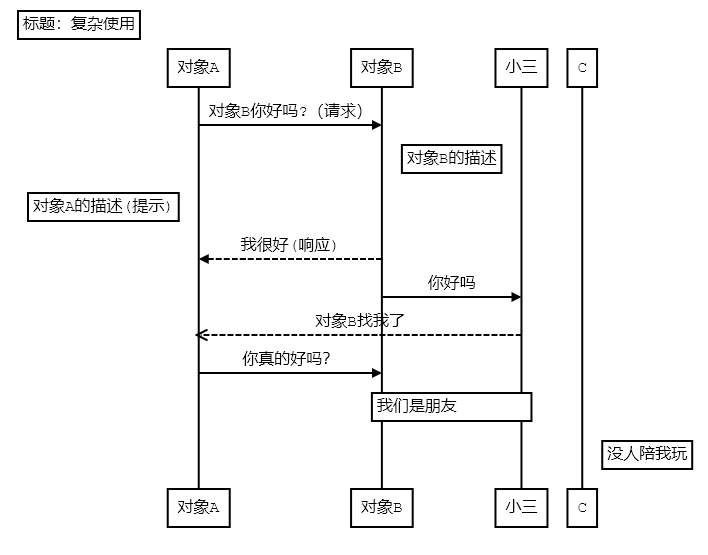 标题: 复杂使用
对象A
对象B
小三
C
对象B你好吗? (请求)
对象B的描述
对象A的描述(提示)
我很好(响应)
你好吗
对象B找我了
你真的好吗?
我们是朋友
没人陪我玩
对象A
对象B
小三
C